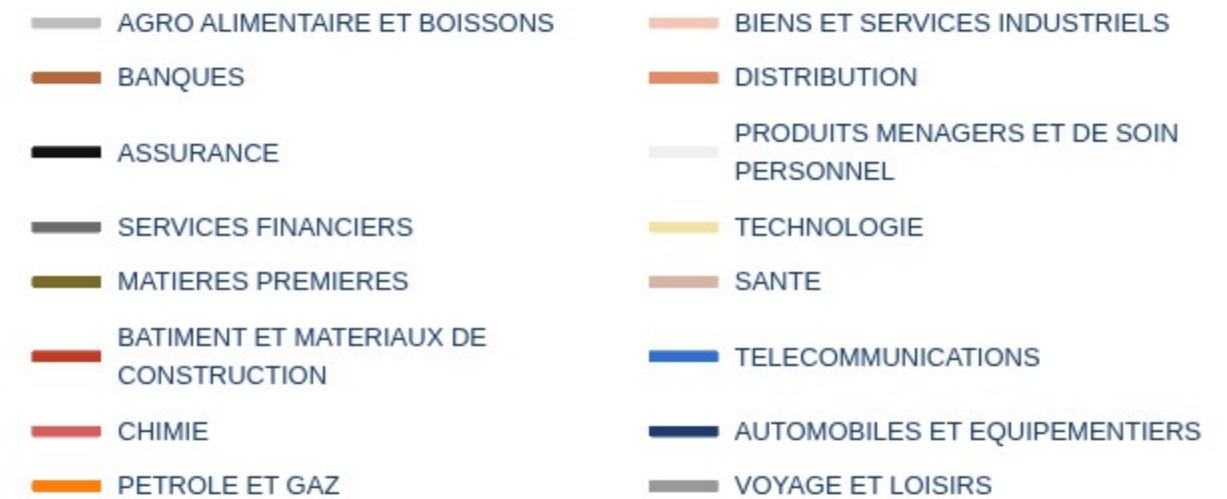 AGRO ALIMENTAIRE ET BOISSONS
BANQUES
ASSURANCE
SERVICES FINANCIERS
MATIERES PREMIERES
BATIMENT ET MATERIAUX DE
CONSTRUCTION
CHIMIE
PETROLE ET GAZ
BIENS ET SERVICES INDUSTRIELS
DISTRIBUTION
PRODUITS MENAGERS ET DE SOIN
PERSONNEL
TECHNOLOGIE
SANTE
TELECOMMUNICATIONS
AUTOMOBILES ET EQUIPEMENTIERS
VOYAGE ET LOISIRS